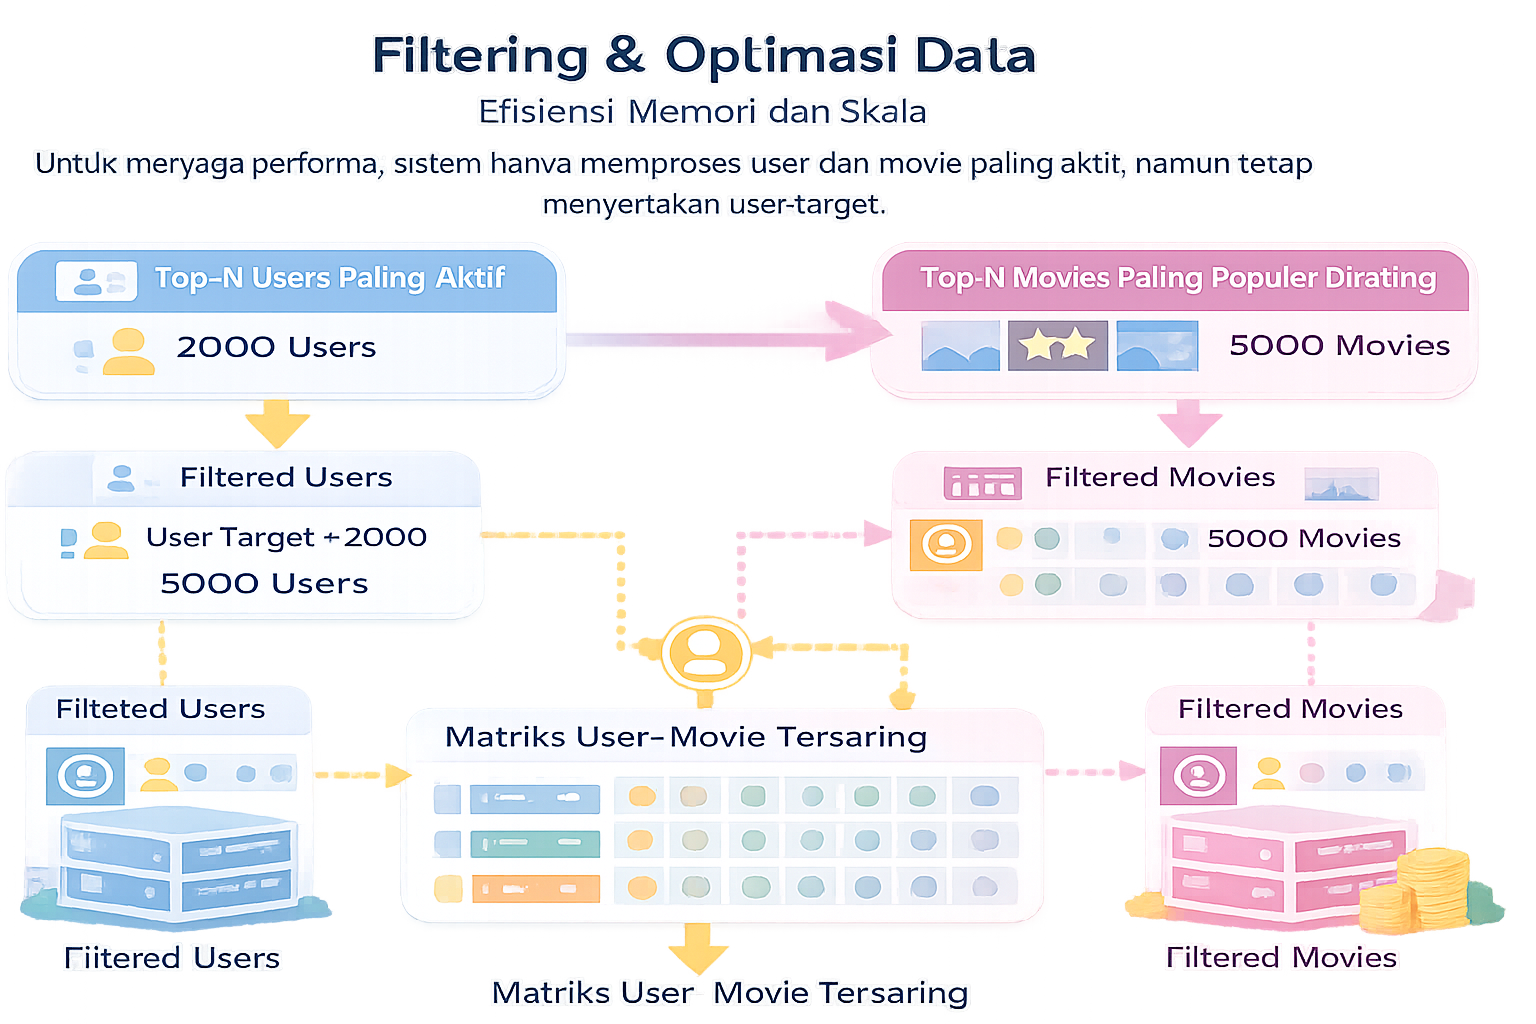 Filtering & Optimasi Data
Efisiensi Memori dan Skala
Untuk meryaga performa, sistem hanva memproses user dan movie paling aktit, namun tetap
menyertakan user-target.
Top-N Users Paling Aktif
2000 Users
Top-N Movies Paling Populer Dirating
5000 Movies
Filtered Users
User Target +2000
5000 Users
Filtered Movies
5000 Movies
Filteted Users
Matriks User-Movie Tersaring
Filtered Movies
Fiitered Users
Filtered Movies
Matriks User Movie Tersaring